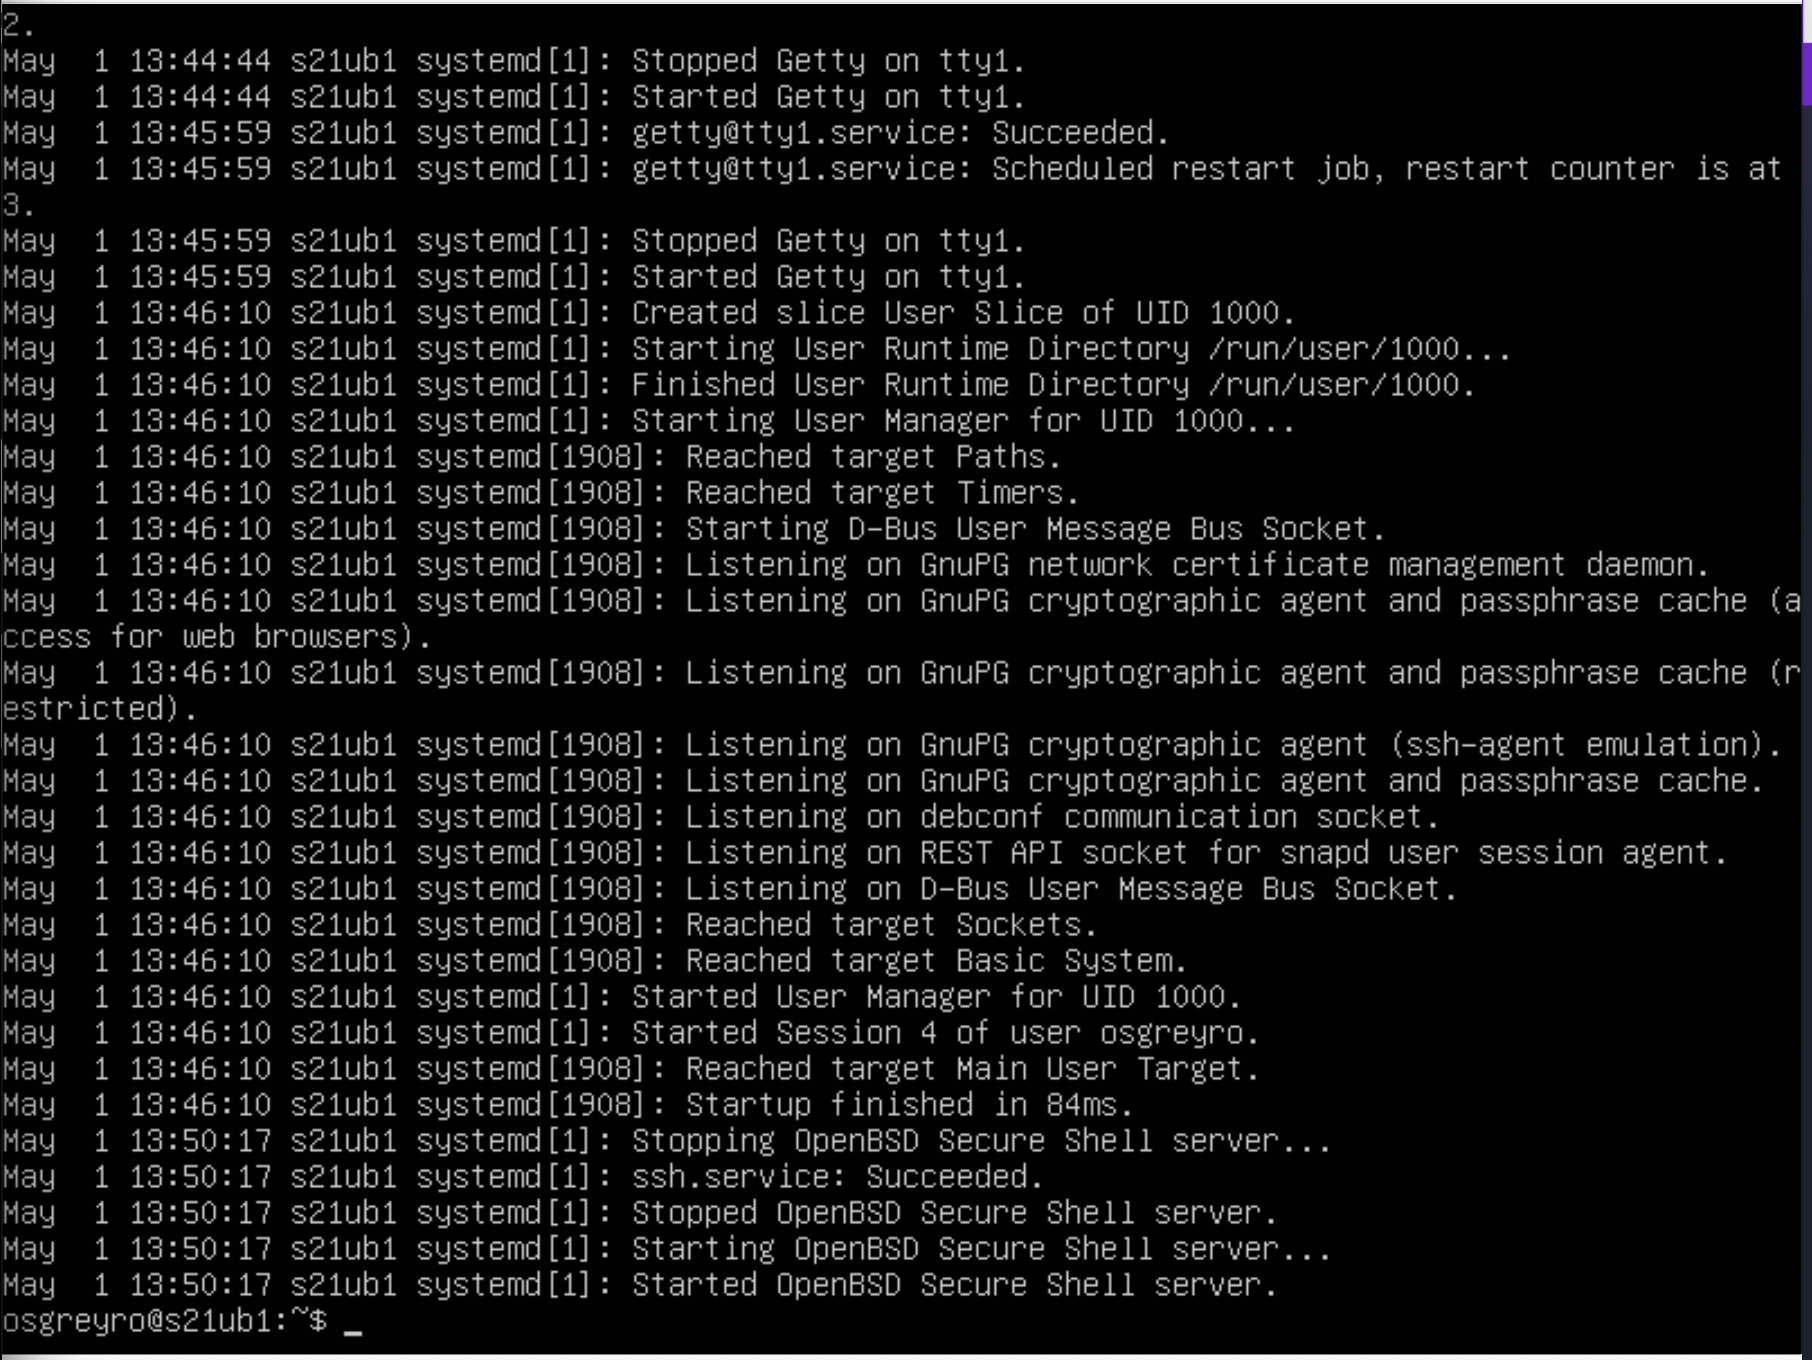 2.
May  1 13:44:44 s21ub1 systemd[1]: Stopped Getty on tty1.
May  1 13:44:44 s21ub1 systemd[1]: Started Getty on tty1.
May  1 13:45:59 s21ub1 systemd[1]: getty@tty1.service: Succeeded.
May  1 13:45:59 s21ub1 systemd[1]: getty@tty1.service: Scheduled restart job, restart counter is at
3.
May  1 13:45:59 s21ub1 systemd[1]: Stopped Getty on tty1.
May  1 13:45:59 s21ub1 systemd[1]: Started Getty on tty1.
May  1 13:46:10 s21ub1 systemd[1]: Created slice User Slice of UID 1000.
May  1 13:46:10 s21ub1 systemd[1]: Starting User Runtime Directory /run/user/1000...
May  1 13:46:10 s21ub1 systemd[1]: Finished User Runtime Directory /run/user/1000.
May  1 13:46:10 s21ub1 systemd[1]: Starting User Manager for UID 1000...
May  1 13:46:10 s21ub1 systemd[1908]: Reached target Paths.
May  1 13:46:10 s21ub1 systemd[1908]: Reached target Timers.
May  1 13:46:10 s21ub1 systemd[1908]: Starting D-Bus User Message Bus Socket.
May  1 13:46:10 s21ub1 systemd[1908]: Listening on GnuPG network certificate management daemon.
May  1 13:46:10 s21ub1 systemd[1908]: Listening on GnuPG cryptographic agent and passphrase cache (a
ccess for web browsers).
May  1 13:46:10 s21ub1 systemd[1908]: Listening on GnuPG cryptographic agent and passphrase cache (r
estricted).
May  1 13:46:10 s21ub1 systemd[1908]: Listening on GnuPG cryptographic agent (ssh-agent emulation).
May  1 13:46:10 s21ub1 systemd[1908]: Listening on GnuPG cryptographic agent and passphrase cache.
May  1 13:46:10 s21ub1 systemd[1908]: Listening on debconf communication socket.
May  1 13:46:10 s21ub1 systemd[1908]: Listening on REST API socket for snapd user session agent.
May  1 13:46:10 s21ub1 systemd[1908]: Listening on D-Bus User Message Bus Socket.
May  1 13:46:10 s21ub1 systemd[1908]: Reached target Sockets.
May  1 13:46:10 s21ub1 systemd[1908]: Reached target Basic System.
May  1 13:46:10 s21ub1 systemd[1]: Started User Manager for UID 1000.
May  1 13:46:10 s21ub1 systemd[1]: Started Session 4 of user osgreyro.
May  1 13:46:10 s21ub1 systemd[1908]: Reached target Main User Target.
May  1 13:46:10 s21ub1 systemd[1908]: Startup finished in 84ms.
May  1 13:50:17 s21ub1 systemd[1]: Stopping OpenBSD Secure Shell server...
May  1 13:50:17 s21ub1 systemd[1]: ssh.service: Succeeded.
May  1 13:50:17 s21ub1 systemd[1]: Stopped OpenBSD Secure Shell server.
May  1 13:50:17 s21ub1 systemd[1]: Starting OpenBSD Secure Shell server...
May  1 13:50:17 s21ub1 systemd[1]: Started OpenBSD Secure Shell server.
osgreyro@s21ub1:~$ _